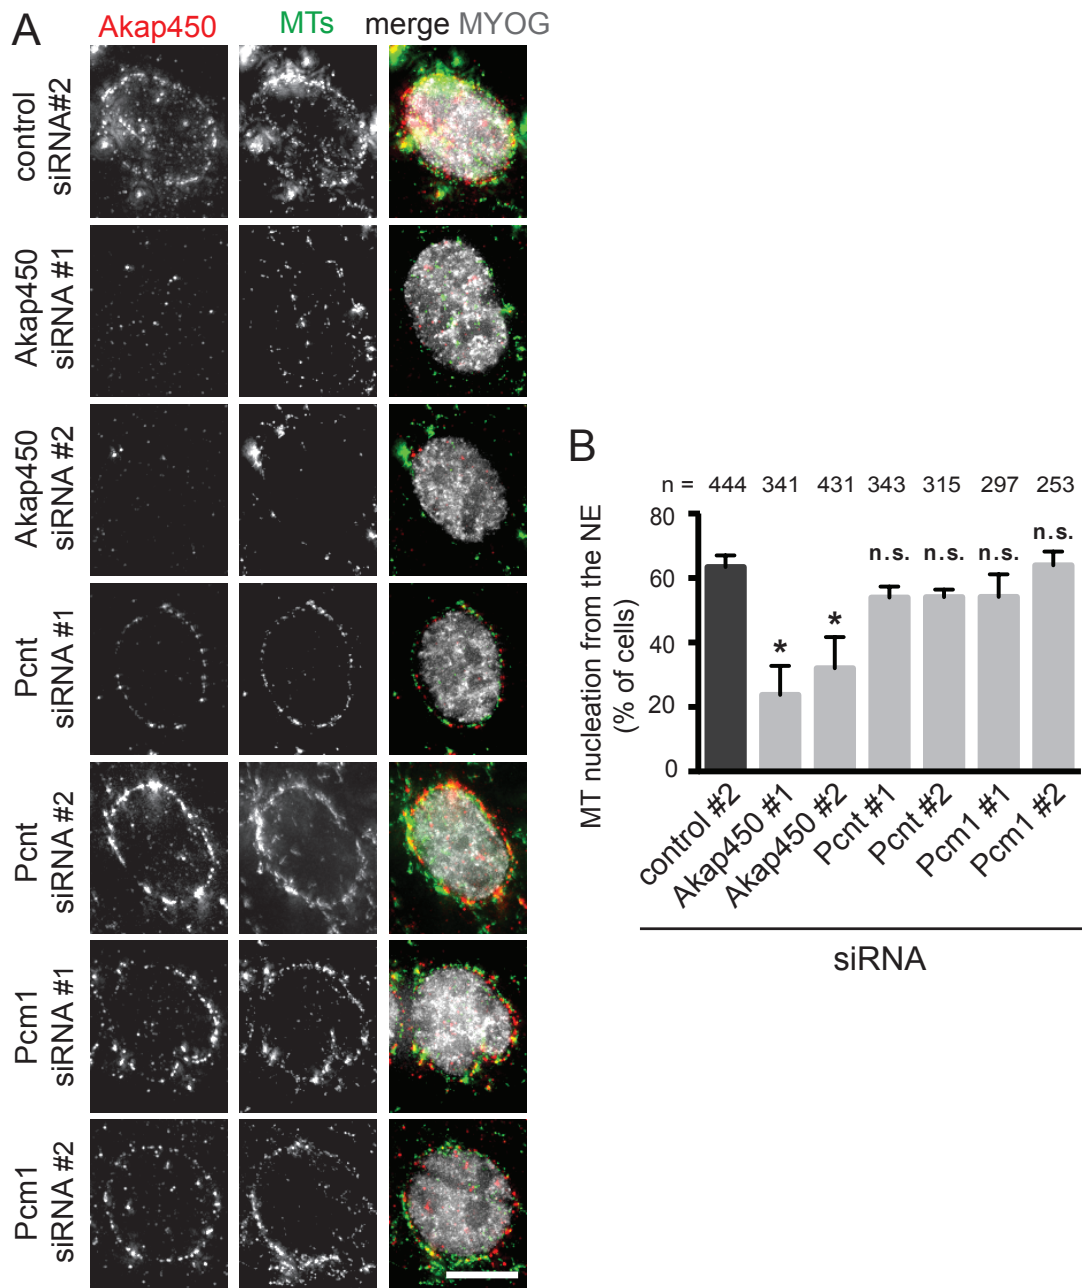 A
Akap450 MTs merge MYOG
control
siRNA#2
Akap450
siRNA #1
Akap450
siRNA #2
Pcnt
siRNA #1
Pcnt
siRNA #2
Pcm1
siRNA #1
Pcm1
siRNA #2
B
n = 444 341 431 343 315 297 253
MT nucleation from the NE
(% of cells)
80
60
40
20
0
* * n.s. n.s. n.s. n.s.
control #2
Akap450 #1
Akap450 #2
Pcnt #1
Pcnt #2
Pcm1 #1
Pcm1 #2
siRNA